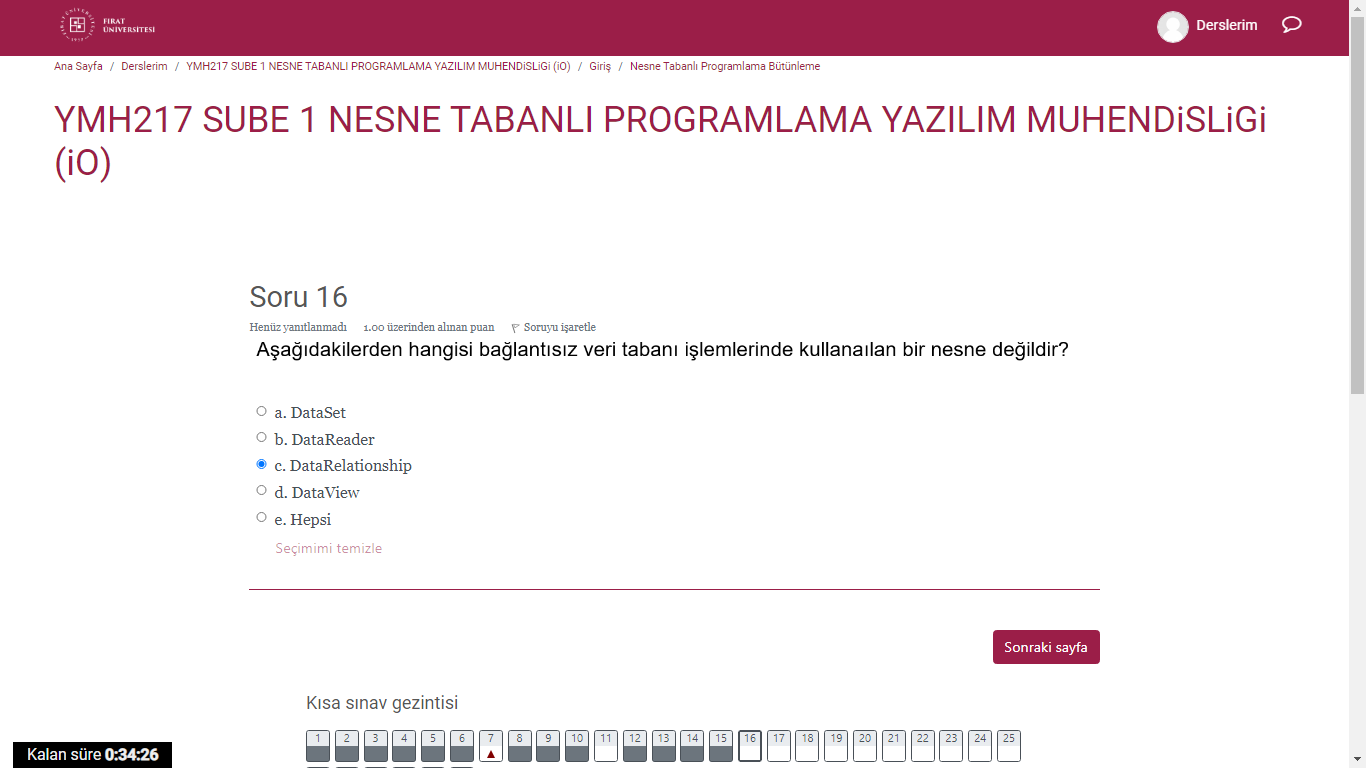 FIRAT
ÜNİVERSİTESİ
Derslerim
Ana Sayfa / Derslerim / YMH217 SUBE 1 NESNE TABANLI PROGRAMLAMA YAZILIM MUHENDiSLiGi (iO) / Giriş / Nesne Tabanlı Programlama Bütünleme
YMH217 SUBE 1 NESNE TABANLI PROGRAMLAMA YAZILIM MUHENDiSLiGi
(iO)
Soru 16
Henüz yanıtlanmadı 1.00 üzerinden alınan puan Soruyu işaretle
Aşağıdakilerden hangisi bağlantısız veri tabanı işlemlerinde kullanaılan bir nesne değildir?
a. DataSet
b. DataReader
c. DataRelationship
d. DataView
e. Hepsi
Seçimimi temizle
Sonraki sayfa
Kısa sınav gezintisi
1 2 3 4 5 6 7 8 9 10 11 12 13 14 15 16 17 18 19 20 21 22 23 24 25
Kalan süre 0:34:26